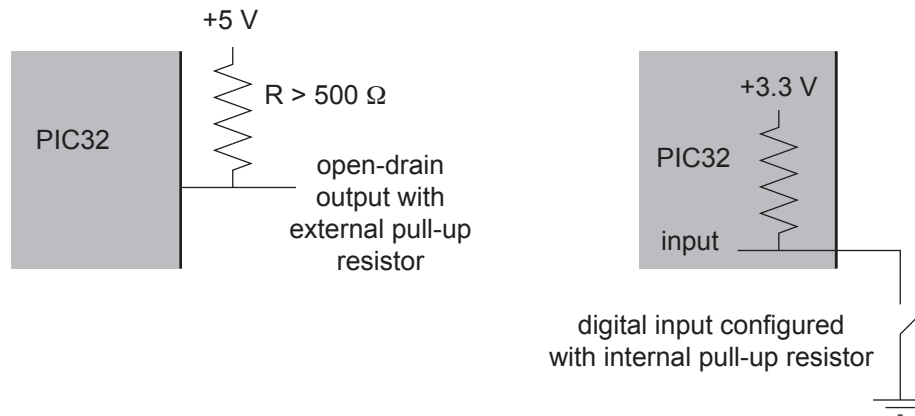 +5 V
PIC32
R > 500 Ω
open-drain
output with
external pull-up
resistor
+3.3 V
PIC32
input
digital input configured
with internal pull-up resistor